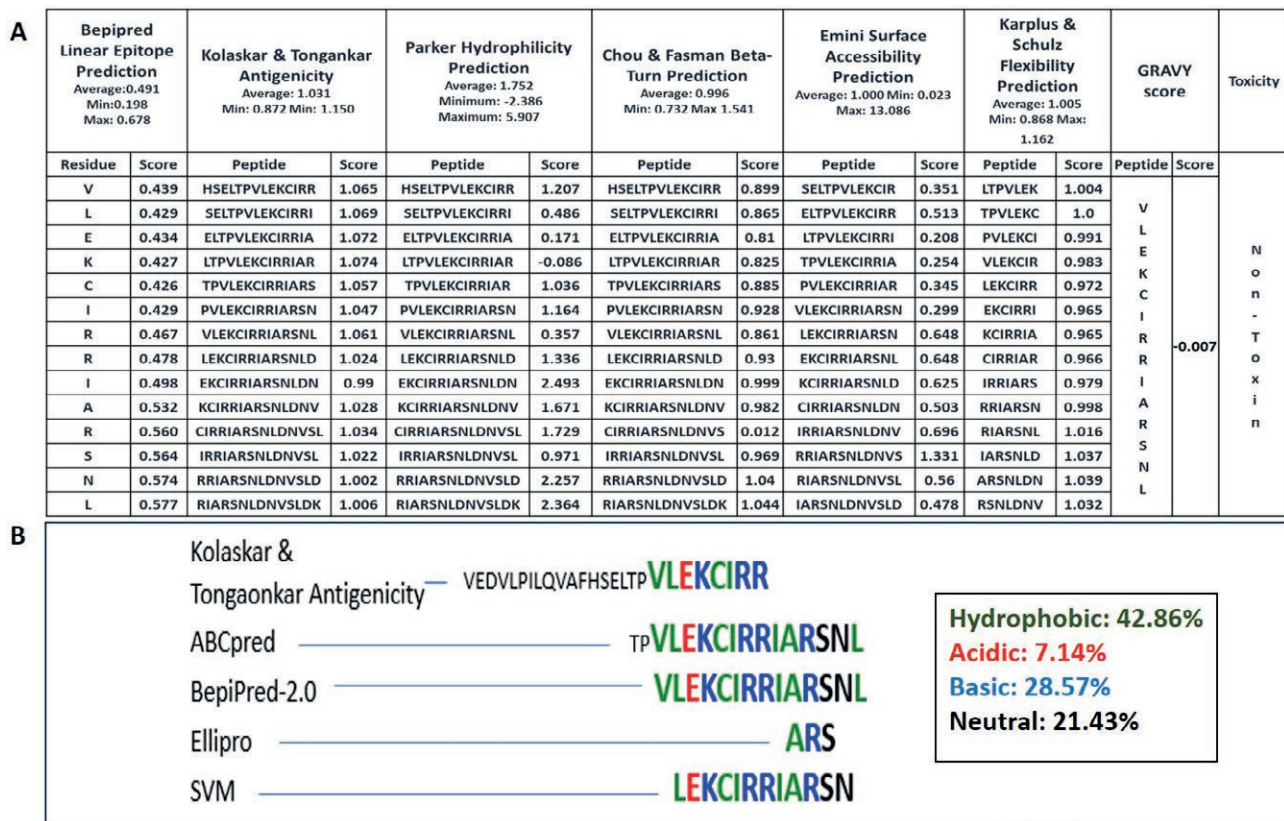 A
Bepipred Linear Epitope Prediction Average:0.491 Min:0.198 Max: 0.678
Kolaskar & Tongankar Antigenicity Average: 1.031 Min: 0.872 Min: 1.150
Parker Hydrophilicity Prediction Average: 1.752 Minimum: -2.386 Maximum: 5.907
Chou & Fasman Beta-Turn Prediction Average: 0.996 Min: 0.732 Max 1.541
Emini Surface Accessibility Prediction Average: 1.000 Min: 0.023 Max: 13.086
Karplus & Schulz Flexibility Prediction Average: 1.005 Min: 0.868 Max: 1.162
GRAVY score
Toxicity
Residue Score Peptide Score Peptide Score Peptide Score Peptide Score Peptide Score Peptide Score
V 0.439 HSELTPVLEKCIRR 1.065 HSELTPVLEKCIRR 1.207 HSELTPVLEKCIRR 0.899 SELTPVLEKCIR 0.351 LTPVLEK 1.004
L 0.429 SELTPVLEKCIRRI 1.069 SELTPVLEKCIRRI 0.486 SELTPVLEKCIRRI 0.865 ELTPVLEKCIRR 0.513 TPVLEKC 1.0
E 0.434 ELTPVLEKCIRRIA 1.072 ELTPVLEKCIRRIA 0.171 ELTPVLEKCIRRIA 0.81 LTPVLEKCIRRI 0.208 PVLEKCI 0.991
K 0.427 LTPVLEKCIRRIAR 1.074 LTPVLEKCIRRIAR -0.086 LTPVLEKCIRRIAR 0.825 TPVLEKCIRRIA 0.254 VLEKCIR 0.983
C 0.426 TPVLEKCIRRIARS 1.057 TPVLEKCIRRIAR 1.036 TPVLEKCIRRIARS 0.885 PVLEKCIRRIAR 0.345 LEKCIRR 0.972
I 0.429 PVLEKCIRRIARSN 1.047 PVLEKCIRRIARSN 1.164 PVLEKCIRRIARSN 0.928 VLEKCIRRIARSN 0.299 EKCIRRI 0.965
R 0.467 VLEKCIRRIARSNL 1.061 VLEKCIRRIARSNL 0.357 VLEKCIRRIARSNL 0.861 LEKCIRRIARSN 0.648 KCIRRIA 0.965
R 0.478 LEKCIRRIARSNLD 1.024 LEKCIRRIARSNLD 1.336 LEKCIRRIARSNLD 0.93 EKCIRRIARSNL 0.648 CIRRIAR 0.966
I 0.498 EKCIRRIARSNLDN 0.99 EKCIRRIARSNLDN 2.493 EKCIRRIARSNLDN 0.999 KCIRRIARSNLD 0.625 IRRIARS 0.979
A 0.532 KCIRRIARSNLDNV 1.028 KCIRRIARSNLDNV 1.671 KCIRRIARSNLDNV 0.982 CIRRIARSNLDN 0.503 RRIARSN 0.998
R 0.560 CIRRIARSNLDNVSL 1.034 CIRRIARSNLDNVSL 1.729 CIRRIARSNLDNVS 0.012 IRRIARSNLDNV 0.696 RIARSNL 1.016
S 0.564 IRRIARSNLDNVSL 1.022 IRRIARSNLDNVSL 0.971 IRRIARSNLDNVSL 0.969 RRIARSNLDNVS 1.331 IARSNLD 1.037
N 0.574 RRIARSNLDNVSLD 1.002 RRIARSNLDNVSLD 2.257 RRIARSNLDNVSLD 1.04 RIARSNLDNVSL 0.56 ARSNLDN 1.039
L 0.577 RIARSNLDNVSLDK 1.006 RIARSNLDNVSLDK 2.364 RIARSNLDNVSLDK 1.044 IARSNLDNVSLD 0.478 RSNLDNV 1.032
VLEKCIRRIARSNL
-0.007
Non-Toxin
B
Kolaskar &
Tongaonkar Antigenicity VEDVLPILQVAFHSELTPVLEKCIRR
ABCpred TPVLEKCIRRIARSNL
BepiPred-2.0 VLEKCIRRIARSNL
Ellipro ARS
SVM LEKCIRRIARSN
Hydrophobic: 42.86%
Acidic: 7.14%
Basic: 28.57%
Neutral: 21.43%